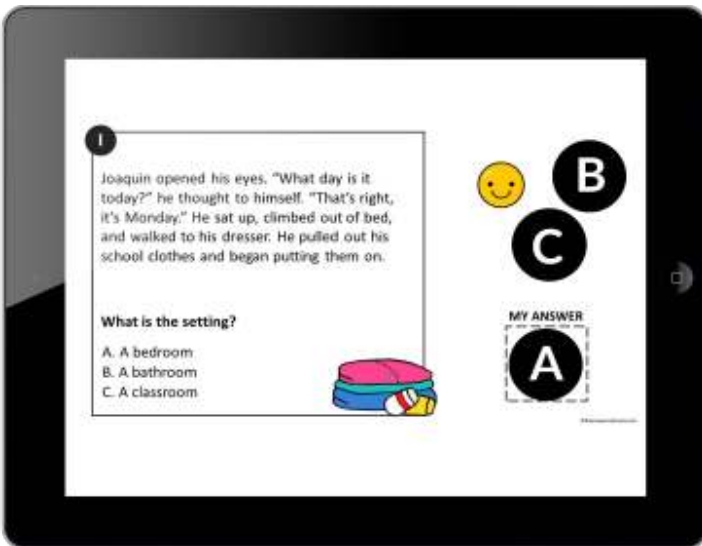 1
Joaquin opened his eyes. "What day is it
today?" he thought to himself. "That's right,
it's Monday." He sat up, climbed out of bed,
and walked to his dresser. He pulled out his
school clothes and began putting them on.
What is the setting?
A. A bedroom
B. A bathroom
C. A classroom
B
C
MY ANSWER
A